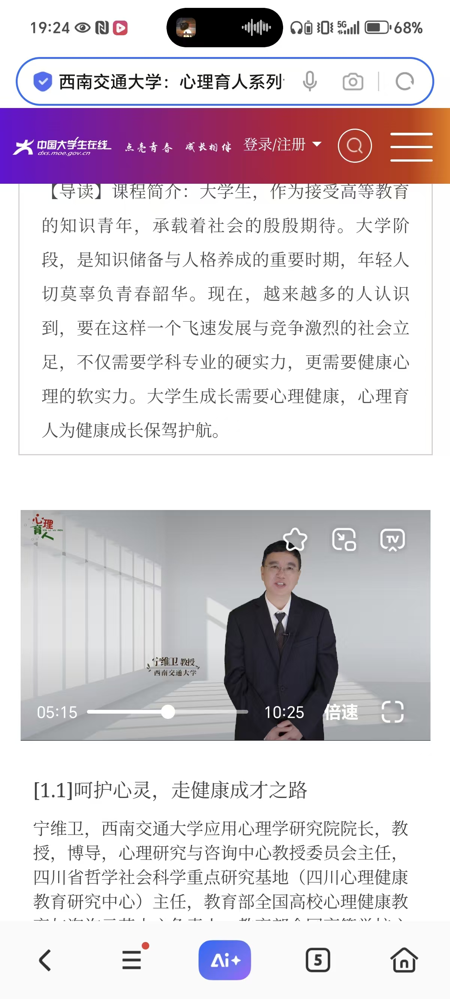 19:24
5G
68%
西南交通大学：心理育人系列
中国大学生在线
dxs.moe.gov.cn
点亮青春 成长相伴
登录/注册
【导读】课程简介：大学生，作为接受高等教育
的知识青年，承载着社会的殷殷期待。大学阶
段，是知识储备与人格养成的重要时期，年轻人
切莫辜负青春韶华。现在，越来越多的人认识
到，要在这样一个飞速发展与竞争激烈的社会立
足，不仅需要学科专业的硬实力，更需要健康心
理的软实力。大学生成长需要心理健康，心理育
人为健康成长保驾护航。
心理
XIN LI YU REN
育人
TV
宁维卫 教授
西南交通大学
05:15
10:25
倍速
[1.1]呵护心灵，走健康成才之路
宁维卫，西南交通大学应用心理学研究院院长，教
授，博导，心理研究与咨询中心教授委员会主任，
四川省哲学社会科学重点研究基地（四川心理健康
教育研究中心）主任，教育部全国高校心理健康教
Ai
5